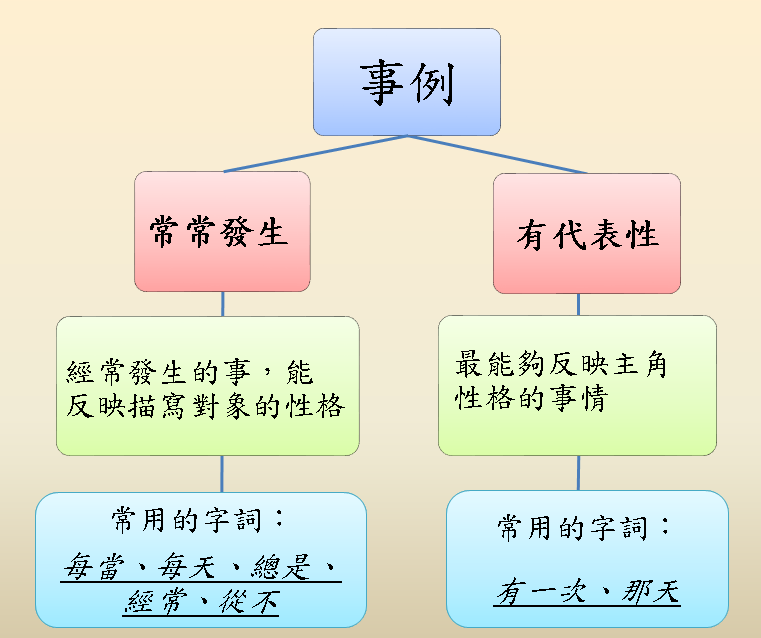 事例
常常發生
有代表性
經常發生的事，能
反映描寫對象的性格
最能夠反映主角
性格的事情
常用的字詞：
每當、每天、總是、
經常、從不
常用的字詞：
有一次、那天